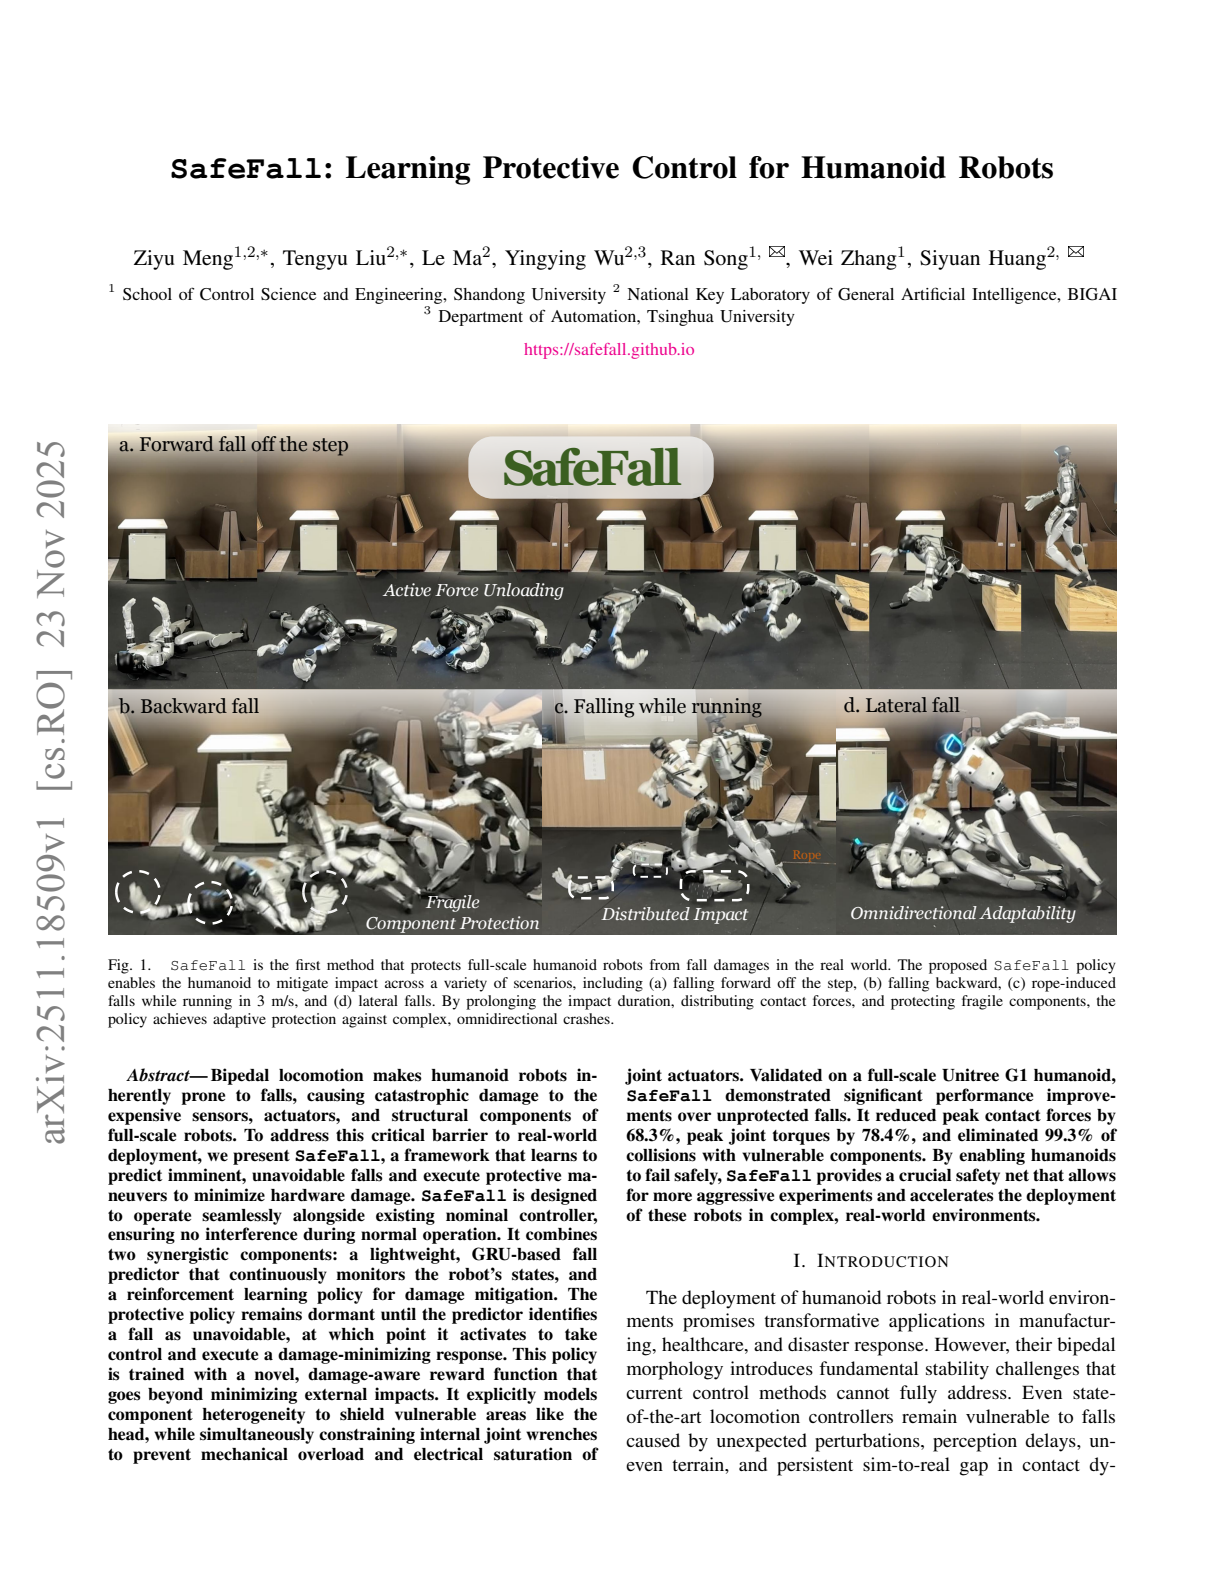 SafeFall: Learning Protective Control for Humanoid Robots
Ziyu Meng1,2,∗, Tengyu Liu2,∗, Le Ma2, Yingying Wu2,3, Ran Song1, ✉, Wei Zhang1, Siyuan Huang2, ✉
1 School of Control Science and Engineering, Shandong University 2 National Key Laboratory of General Artificial Intelligence, BIGAI
3 Department of Automation, Tsinghua University
https://safefall.github.io
arXiv:2511.18509v1 [cs.RO] 23 Nov 2025
a. Forward fall off the step
SafeFall
Active Force Unloading
b. Backward fall
Fragile
Component Protection
c. Falling while running
Rope
Distributed Impact
d. Lateral fall
Omnidirectional Adaptability
Fig. 1. SafeFall is the first method that protects full-scale humanoid robots from fall damages in the real world. The proposed SafeFall policy
enables the humanoid to mitigate impact across a variety of scenarios, including (a) falling forward off the step, (b) falling backward, (c) rope-induced
falls while running in 3 m/s, and (d) lateral falls. By prolonging the impact duration, distributing contact forces, and protecting fragile components, the
policy achieves adaptive protection against complex, omnidirectional crashes.
Abstract— Bipedal locomotion makes humanoid robots in-
herently prone to falls, causing catastrophic damage to the
expensive sensors, actuators, and structural components of
full-scale robots. To address this critical barrier to real-world
deployment, we present SafeFall, a framework that learns to
predict imminent, unavoidable falls and execute protective ma-
neuvers to minimize hardware damage. SafeFall is designed
to operate seamlessly alongside existing nominal controller,
ensuring no interference during normal operation. It combines
two synergistic components: a lightweight, GRU-based fall
predictor that continuously monitors the robot's states, and
a reinforcement learning policy for damage mitigation. The
protective policy remains dormant until the predictor identifies
a fall as unavoidable, at which point it activates to take
control and execute a damage-minimizing response. This policy
is trained with a novel, damage-aware reward function that
goes beyond minimizing external impacts. It explicitly models
component heterogeneity to shield vulnerable areas like the
head, while simultaneously constraining internal joint wrenches
to prevent mechanical overload and electrical saturation of
joint actuators. Validated on a full-scale Unitree G1 humanoid,
SafeFall demonstrated significant performance improve-
ments over unprotected falls. It reduced peak contact forces by
68.3%, peak joint torques by 78.4%, and eliminated 99.3% of
collisions with vulnerable components. By enabling humanoids
to fail safely, SafeFall provides a crucial safety net that allows
for more aggressive experiments and accelerates the deployment
of these robots in complex, real-world environments.
I. INTRODUCTION
The deployment of humanoid robots in real-world environ-
ments promises transformative applications in manufactur-
ing, healthcare, and disaster response. However, their bipedal
morphology introduces fundamental stability challenges that
current control methods cannot fully address. Even state-
of-the-art locomotion controllers remain vulnerable to falls
caused by unexpected perturbations, perception delays, un-
even terrain, and persistent sim-to-real gap in contact dy-